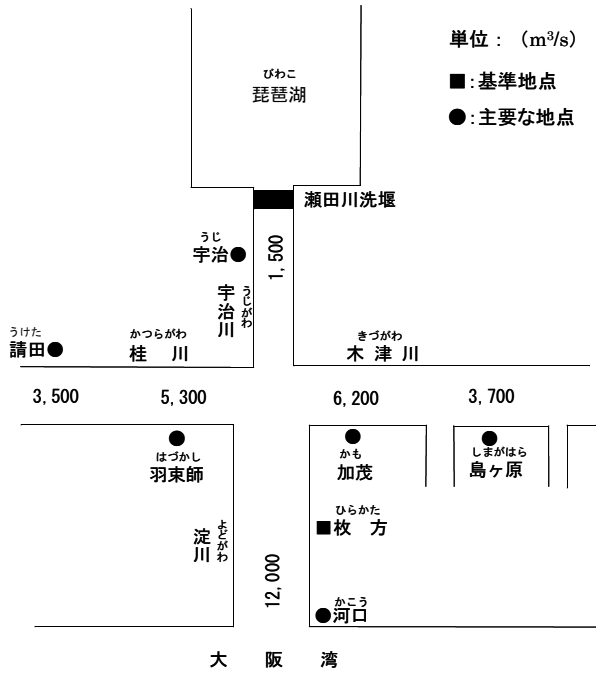 単位：（m³/s）
■：基準地点
●：主要な地点
びわこ
琵琶湖
瀬田川洗堰
うじ
宇治●
1,500
宇治川
うじがわ
うけた
請田●
かつらがわ
桂　川
きづがわ
木 津 川
3,500
5,300
6,200
3,700
はづかし
羽束師
かも
加茂
しまがはら
島ヶ原
ひらかた
■枚　方
淀川
よどがわ
12,000
かこう
●河口
大　阪　湾